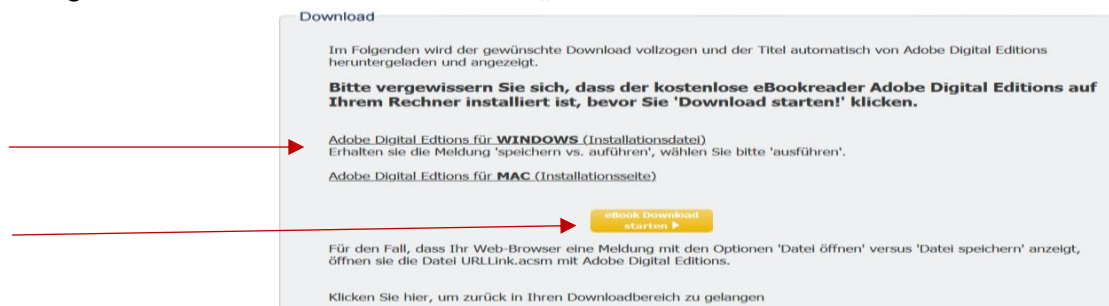 Download
Im Folgenden wird der gewünschte Download vollzogen und der Titel automatisch von Adobe Digital Editions
heruntergeladen und angezeigt.
Bitte vergewissern Sie sich, dass der kostenlose eBookreader Adobe Digital Editions auf
Ihrem Rechner installiert ist, bevor Sie 'Download starten!' klicken.
Adobe Digital Edtions für WINDOWS (Installationsdatei)
Erhalten sie die Meldung 'speichern vs. auführen', wählen Sie bitte 'ausführen'.
Adobe Digital Edtions für MAC (Installationsseite)
eBook Download
starten
Für den Fall, dass Ihr Web-Browser eine Meldung mit den Optionen 'Datei öffnen' versus 'Datei speichern' anzeigt,
öffnen sie die Datei URLLink.acsm mit Adobe Digital Editions.
Klicken Sie hier, um zurück in Ihren Downloadbereich zu gelangen